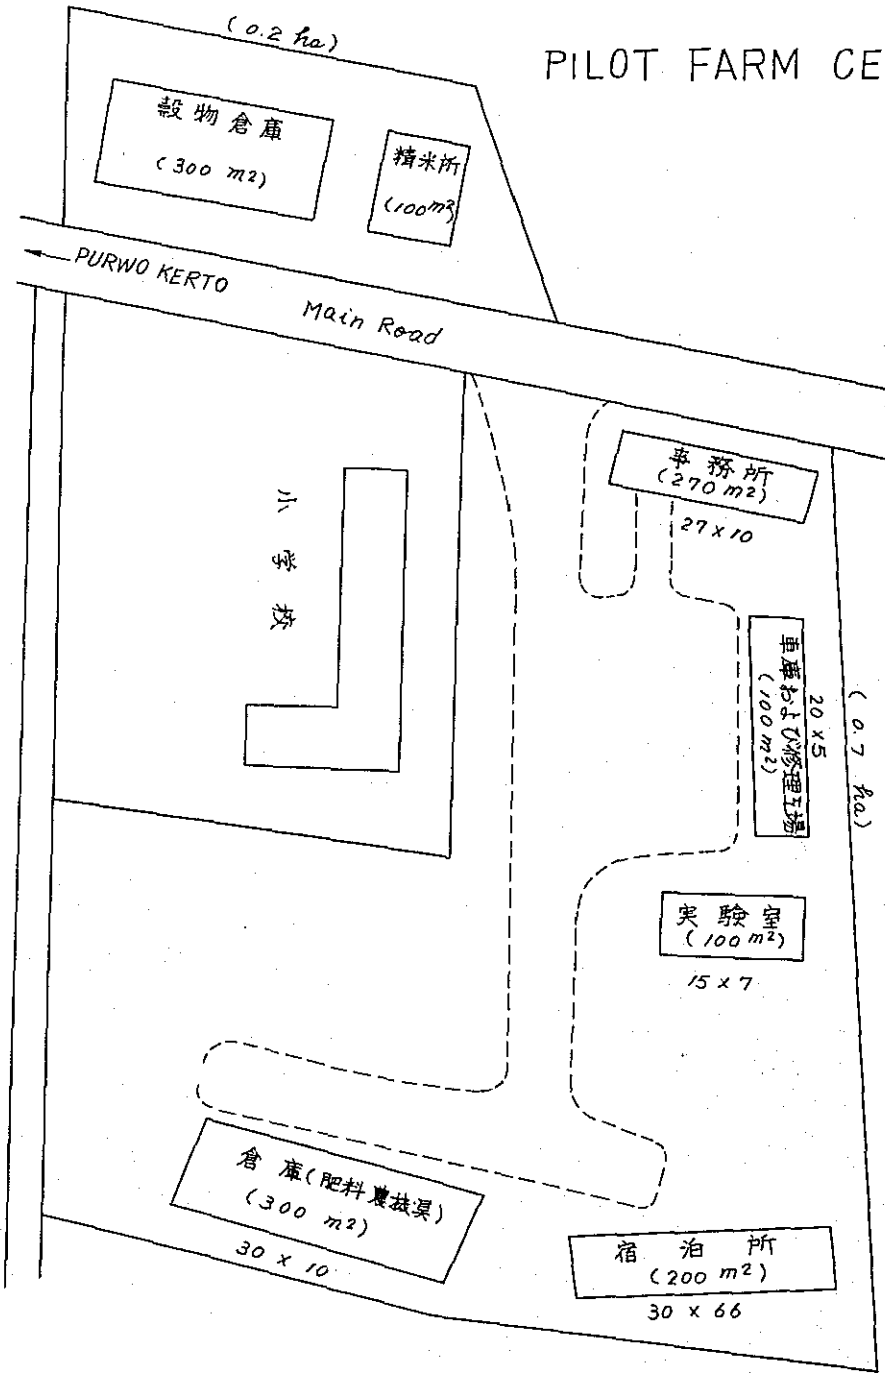 PILOT FARM CE
(0.2 ha)
穀物倉庫
(300 m2)
精米所
(100m2)
PURWO KERTO
Main Road
事務所
(270 m2)
27 x 10
小学校
車庫および修理工場
(100 m2)
20 x 5
(0.7 ha)
実験室
(100 m2)
15 x 7
倉庫(肥料農抜具)
(300 m2)
30 x 10
宿泊所
(200 m2)
30 x 66